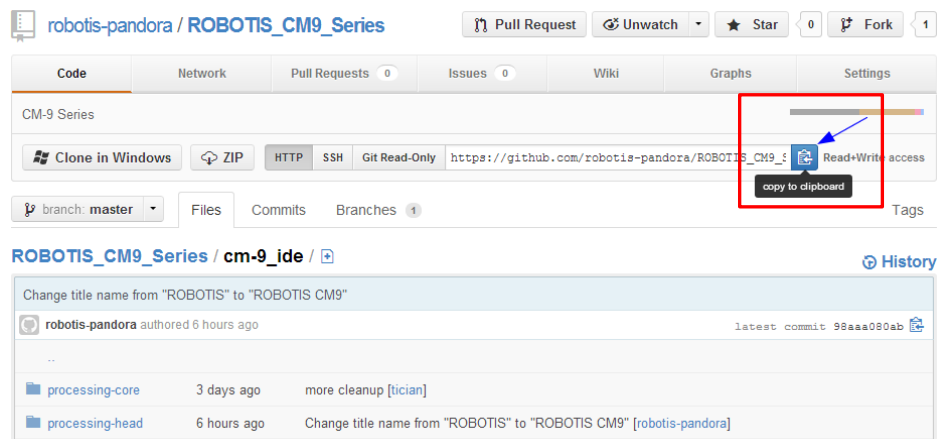 robotis-pandora / ROBOTIS_CM9_Series Pull Request Unwatch Star 0 Fork 1
Code Network Pull Requests 0 Issues 0 Wiki Graphs Settings
CM-9 Series
Clone in Windows ZIP HTTP SSH Git Read-Only https://github.com/robotis-pandora/ROBOTIS_CM9_S Read+Write access
copy to clipboard
branch: master Files Commits Branches 1 Tags
ROBOTIS_CM9_Series / cm-9_ide / History
Change title name from "ROBOTIS" to "ROBOTIS CM9"
robotis-pandora authored 6 hours ago latest commit 98aaa080ab
..
processing-core 3 days ago more cleanup [tician]
processing-head 6 hours ago Change title name from "ROBOTIS" to "ROBOTIS CM9" [robotis-pandora]